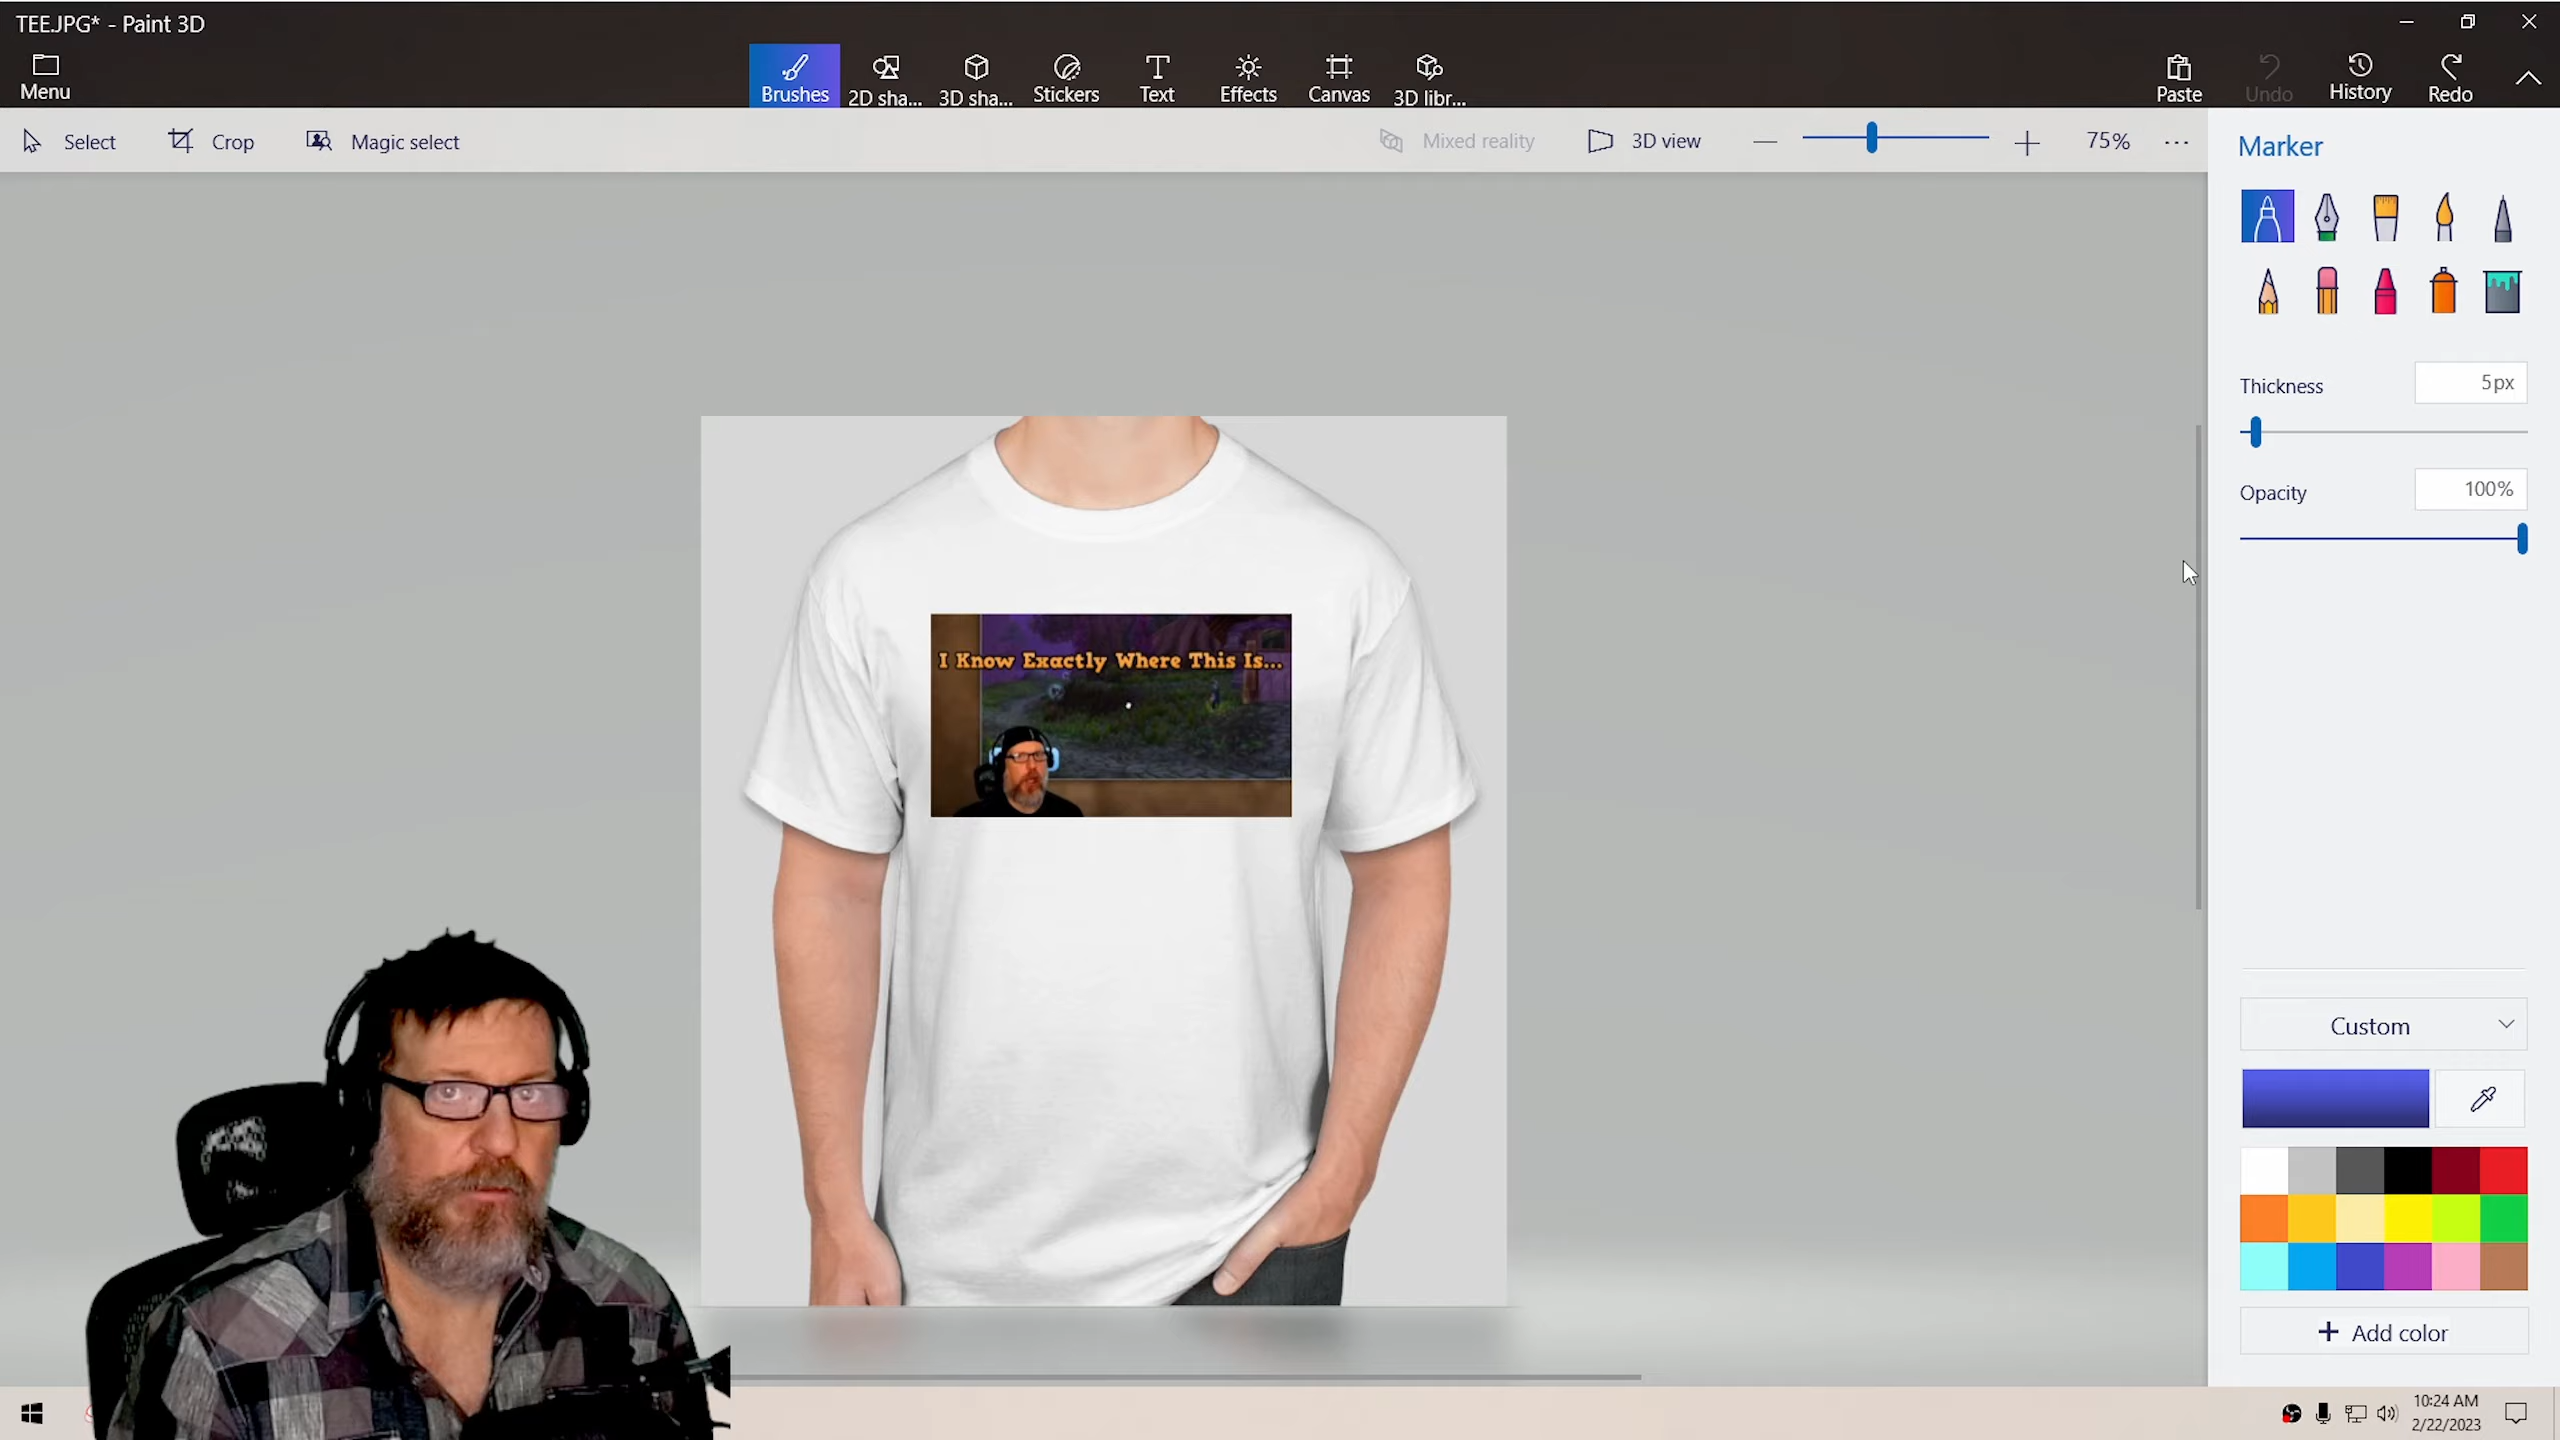 TEE.JPG* - Paint 3D
Menu
Brushes
2D sha...
3D sha...
Stickers
Text
Effects
Canvas
3D libr...
Paste
Undo
History
Redo
Select
Crop
Magic select
Mixed reality
3D view
75%
...
Marker
Thickness
5px
Opacity
100%
I Know Exactly Where This Is...
Custom
+ Add color
10:24 AM
2/22/2023